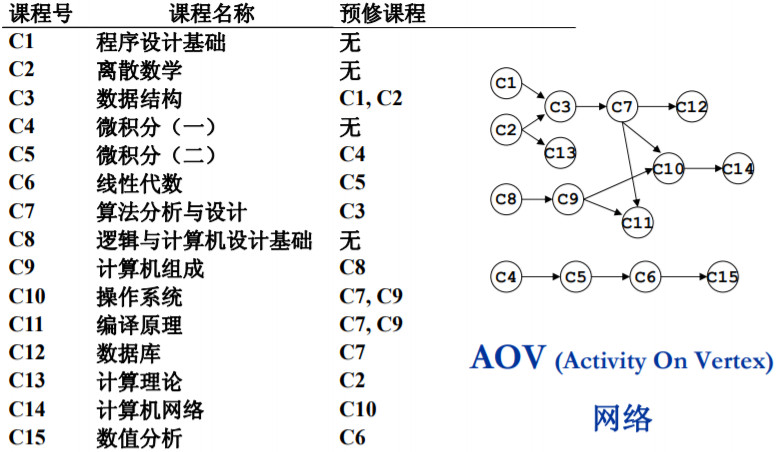 课程号 课程名称 预修课程
C1 程序设计基础 无
C2 离散数学 无
C3 数据结构 C1, C2
C4 微积分（一） 无
C5 微积分（二） C4
C6 线性代数 C5
C7 算法分析与设计 C3
C8 逻辑与计算机设计基础 无
C9 计算机组成 C8
C10 操作系统 C7, C9
C11 编译原理 C7, C9
C12 数据库 C7
C13 计算理论 C2
C14 计算机网络 C10
C15 数值分析 C6
C1
C3 C7 C12
C2
C13
C10 C14
C8 C9
C11
C4 C5 C6 C15
AOV (Activity On Vertex)
网络